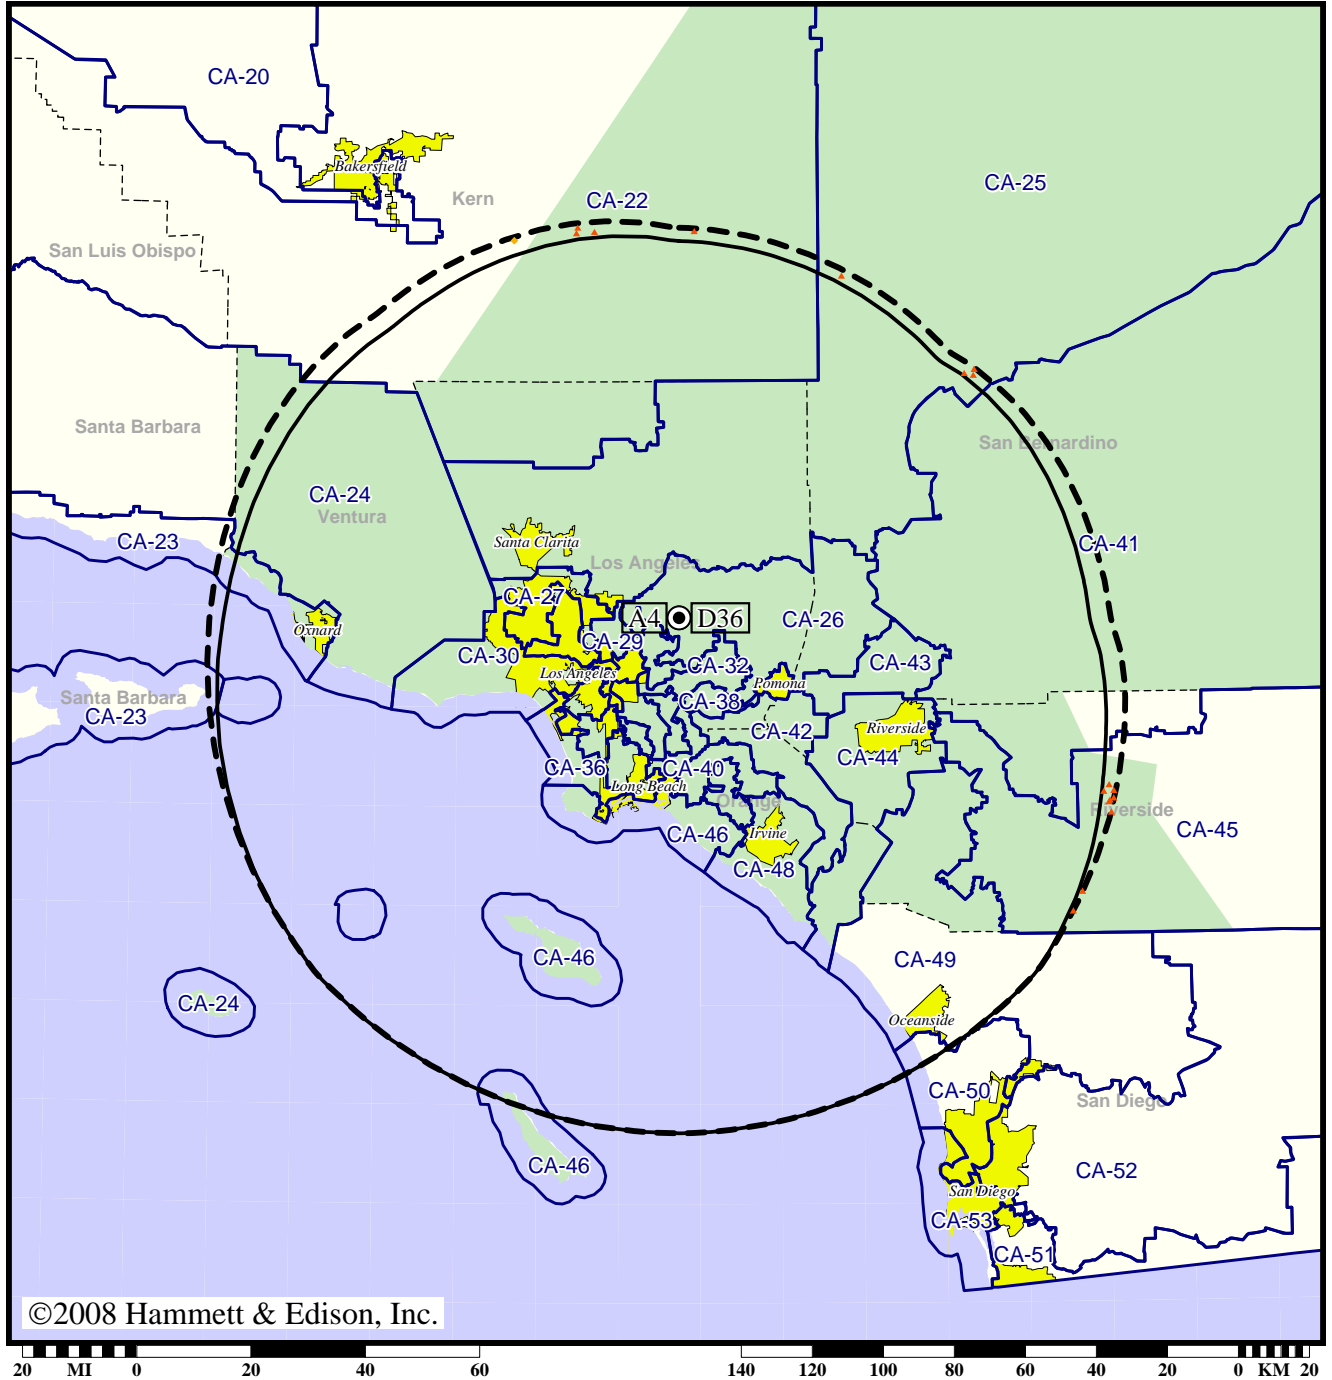 CA-20
Bakersfield
CA-25
Kern
CA-22
San Luis Obispo
Santa Barbara
San Bernardino
CA-24
Ventura
CA-23
Santa Clarita
CA-41
Los Angeles
CA-27
A4
D36
CA-26
Oxnard
CA-29
CA-30
CA-32
CA-43
Los Angeles
Pomona
Santa Barbara
CA-38
CA-23
CA-42
Riverside
CA-44
CA-36
CA-40
Long Beach
Orange
Riverside
CA-46
Irvine
CA-45
CA-48
CA-46
CA-49
CA-24
Oceanside
CA-50
San Diego
CA-46
CA-52
San Diego
CA-53
CA-51
©2008 Hammett & Edison, Inc.
20 MI 0 20 40 60 140 120 100 80 60 40 20 0 KM 20